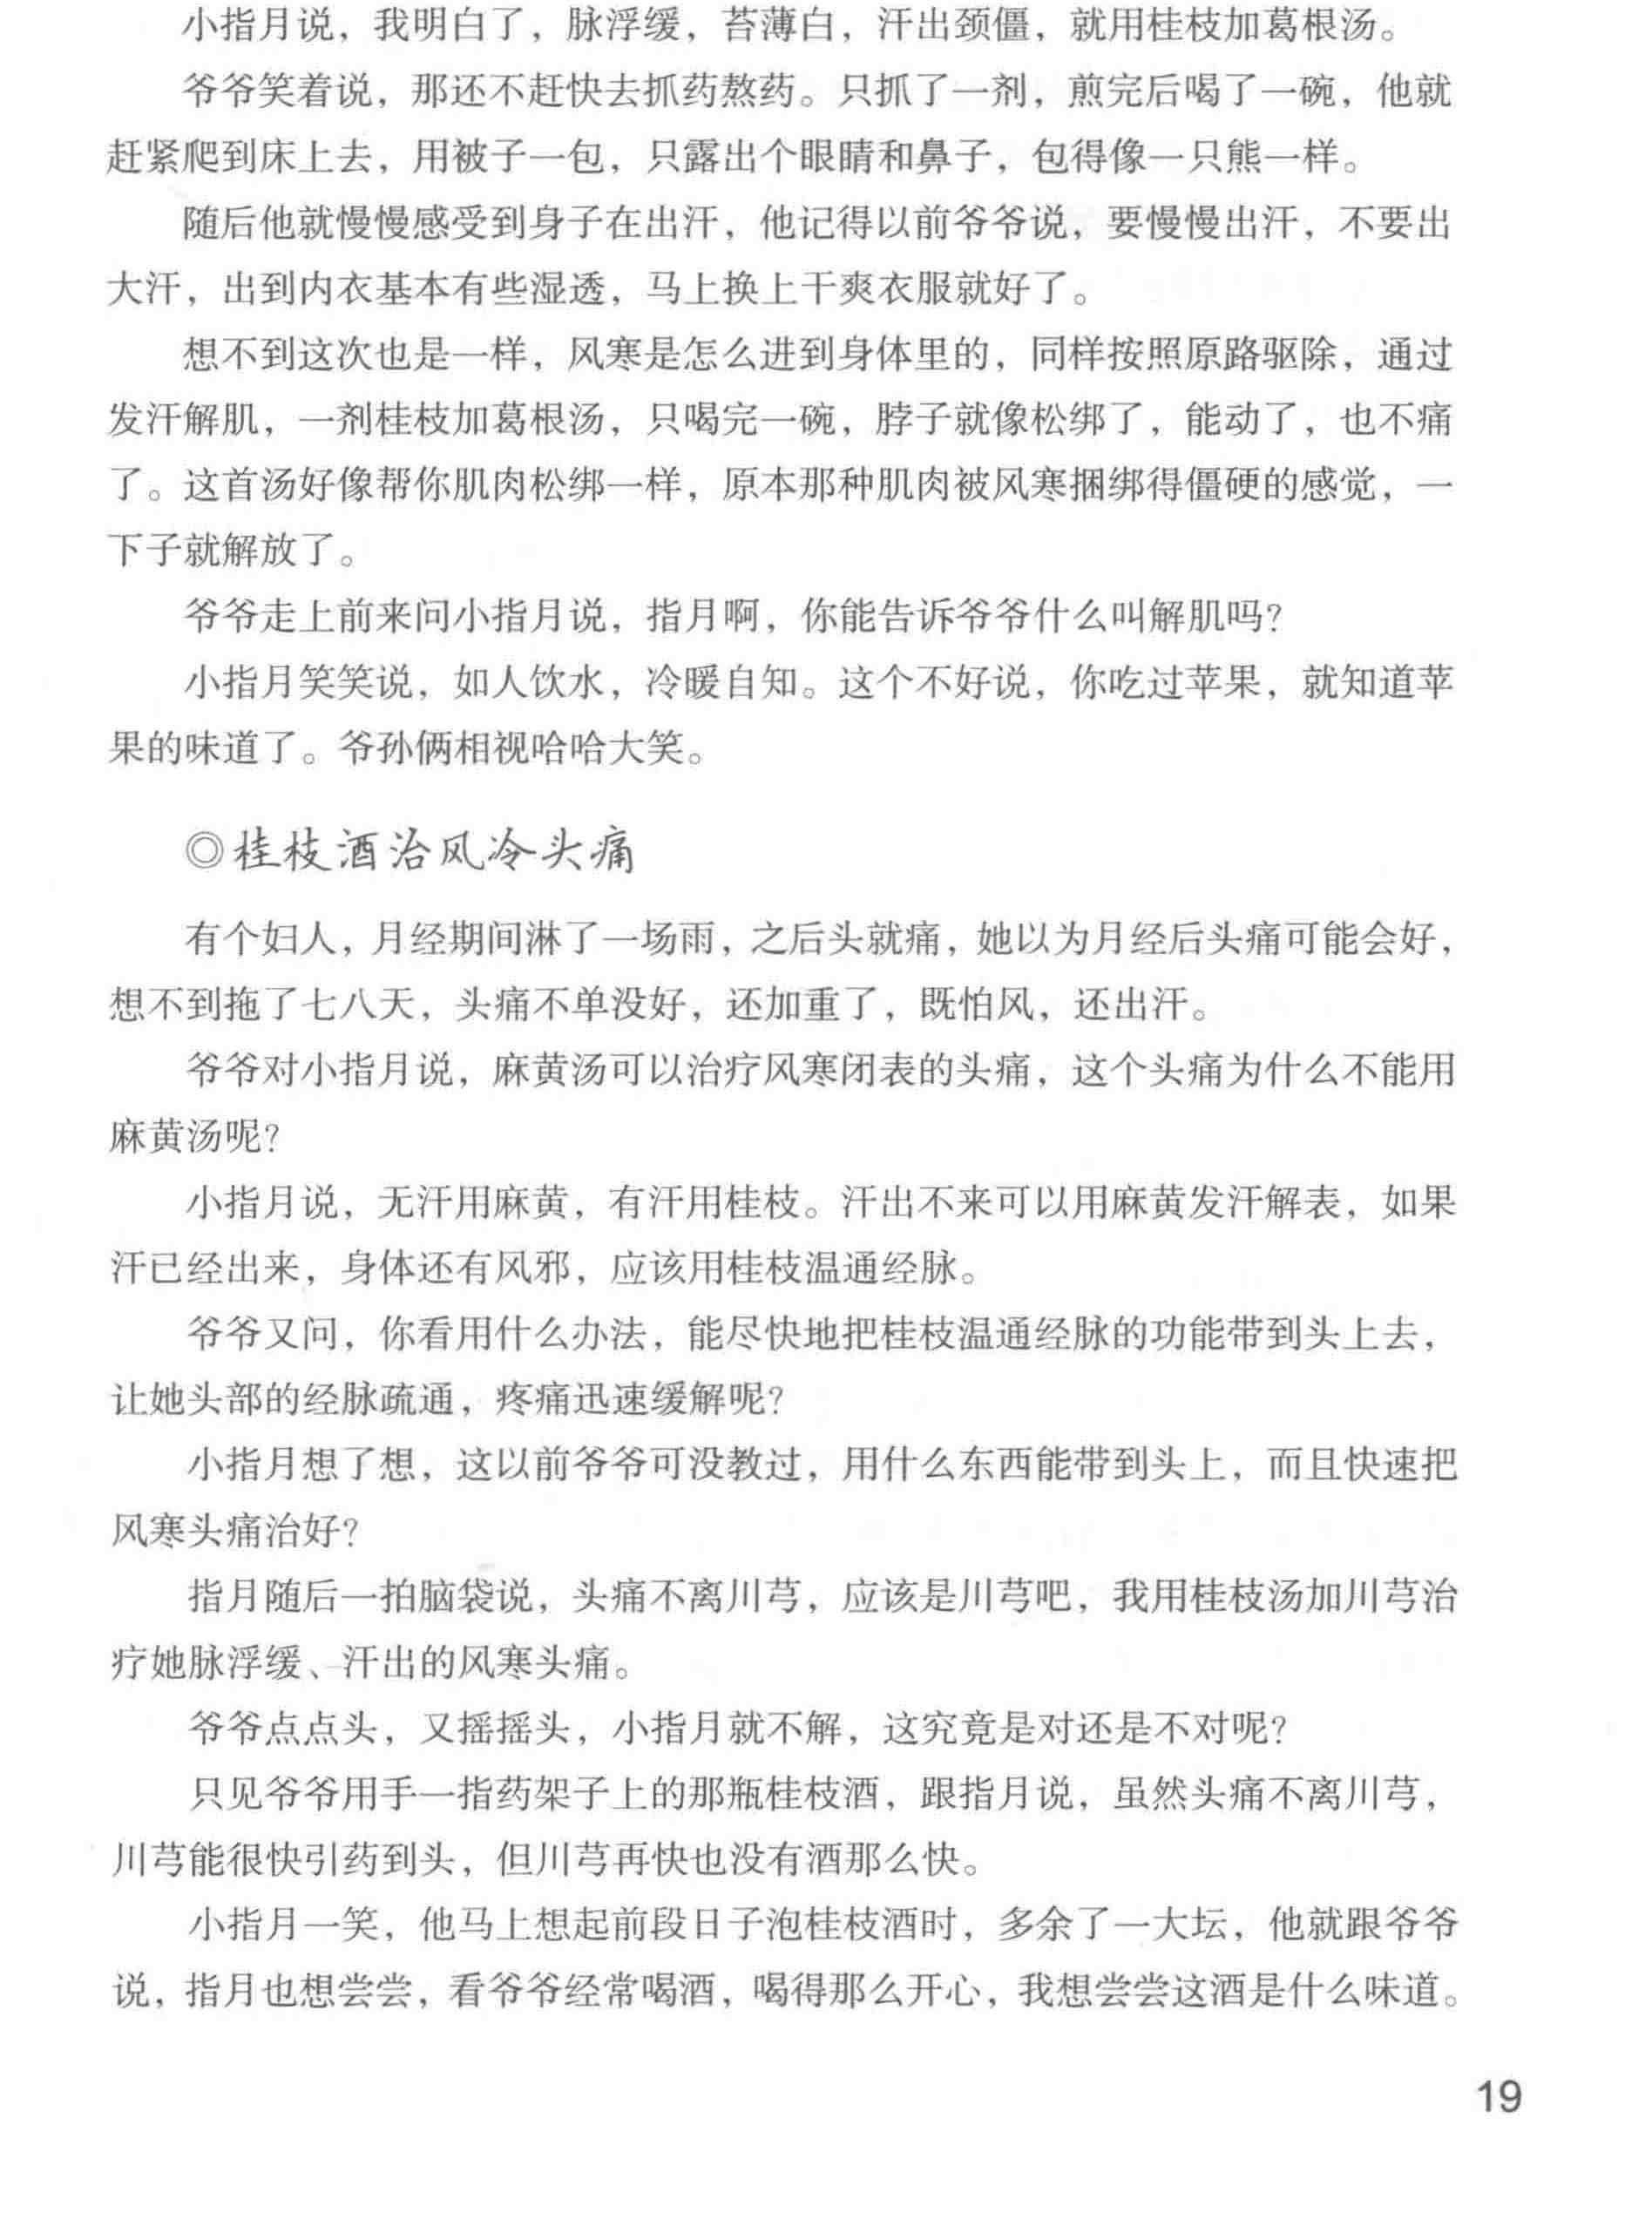 小指月说，我明白了，脉浮缓，苔薄白，汗出颈僵，就用桂枝加葛根汤。
爷爷笑着说，那还不赶快去抓药熬药。只抓了一剂，煎完后喝了一碗，他就
赶紧爬到床上去，用被子一包，只露出个眼睛和鼻子，包得像一只熊一样。
随后他就慢慢感受到身子在出汗，他记得以前爷爷说，要慢慢出汗，不要出
大汗，出到内衣基本有些湿透，马上换上干爽衣服就好了。
想不到这次也是一样，风寒是怎么进到身体里的，同样按照原路驱除，通过
发汗解肌，一剂桂枝加葛根汤，只喝完一碗，脖子就像松绑了，能动了，也不痛
了。这首汤好像帮你肌肉松绑一样，原本那种肌肉被风寒捆绑得僵硬的感觉，一
下子就解放了。
爷爷走上前来问小指月说，指月啊，你能告诉爷爷什么叫解肌吗？
小指月笑笑说，如人饮水，冷暖自知。这个不好说，你吃过苹果，就知道苹
果的味道了。爷孙俩相视哈哈大笑。
◎桂枝酒治风冷头痛
有个妇人，月经期间淋了一场雨，之后头就痛，她以为月经后头痛可能会好，
想不到拖了七八天，头痛不单没好，还加重了，既怕风，还出汗。
爷爷对小指月说，麻黄汤可以治疗风寒闭表的头痛，这个头痛为什么不能用
麻黄汤呢？
小指月说，无汗用麻黄，有汗用桂枝。汗出不来可以用麻黄发汗解表，如果
汗已经出来，身体还有风邪，应该用桂枝温通经脉。
爷爷又问，你看用什么办法，能尽快地把桂枝温通经脉的功能带到头上去，
让她头部的经脉疏通，疼痛迅速缓解呢？
小指月想了想，这以前爷爷可没教过，用什么东西能带到头上，而且快速把
风寒头痛治好？
指月随后一拍脑袋说，头痛不离川芎，应该是川芎吧，我用桂枝汤加川芎治
疗她脉浮缓、汗出的风寒头痛。
爷爷点点头，又摇摇头，小指月就不解，这究竟是对还是不对呢？
只见爷爷用手一指药架子上的那瓶桂枝酒，跟指月说，虽然头痛不离川芎，
川芎能很快引药到头，但川芎再快也没有酒那么快。
小指月一笑，他马上想起前段日子泡桂枝酒时，多余了一大坛，他就跟爷爷
说，指月也想尝尝，看爷爷经常喝酒，喝得那么开心，我想尝尝这酒是什么味道。
19